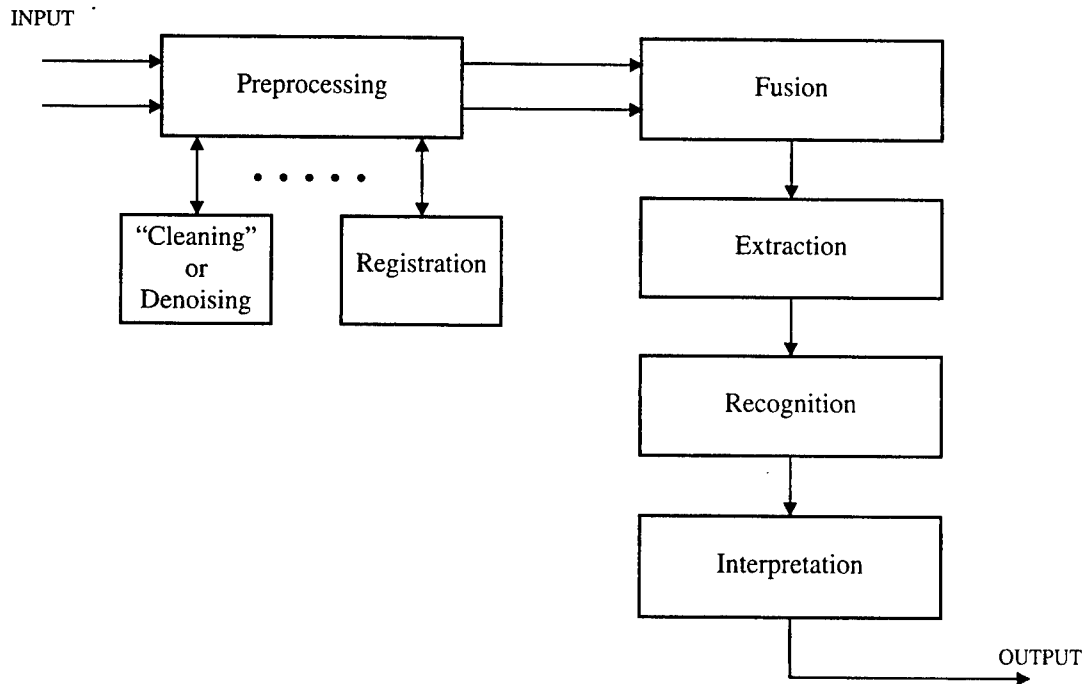 INPUT
Preprocessing
Fusion
“Cleaning”
or
Denoising
Registration
Extraction
Recognition
Interpretation
OUTPUT